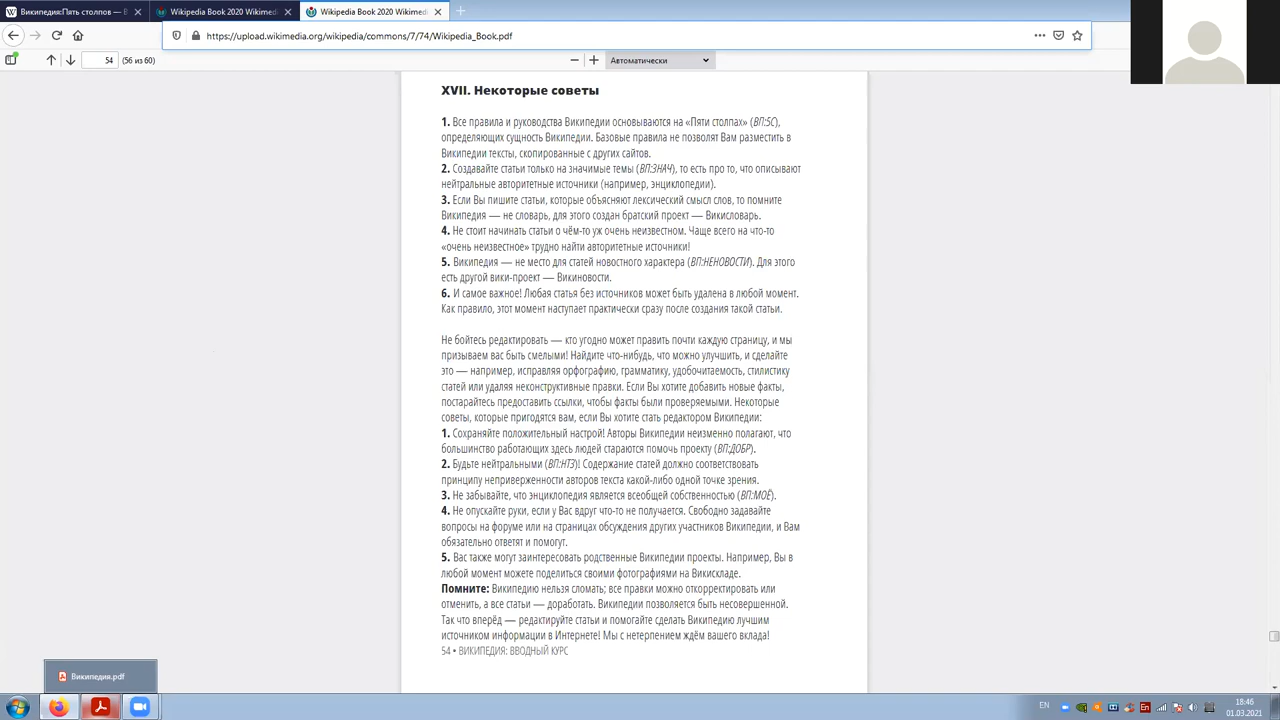 Википедия:Пять столпов — В
Wikipedia Book 2020 Wikimedi
Wikipedia Book 2020 Wikimedi
https://upload.wikimedia.org/wikipedia/commons/7/74/Wikipedia_Book.pdf
54 (56 из 60)
Автоматически
XVII. Некоторые советы
1. Все правила и руководства Википедии основываются на «Пяти столпах» (ВП:5С),
определяющих сущность Википедии. Базовые правила не позволят Вам разместить в
Википедии тексты, скопированные с других сайтов.
2. Создавайте статьи только на значимые темы (ВП:ЗНАЧ), то есть про то, что описывают
нейтральные авторитетные источники (например, энциклопедии).
3. Если Вы пишите статьи, которые объясняют лексический смысл слов, то помните
Википедия — не словарь, для этого создан братский проект — Викисловарь.
4. Не стоит начинать статьи о чём-то уж очень неизвестном. Чаще всего на что-то
«очень неизвестное» трудно найти авторитетные источники!
5. Википедия — не место для статей новостного характера (ВП:НЕНОВОСТИ). Для этого
есть другой вики-проект — Викиновости.
6. И самое важное! Любая статья без источников может быть удалена в любой момент.
Как правило, этот момент наступает практически сразу после создания такой статьи.
Не бойтесь редактировать — кто угодно может править почти каждую страницу, и мы
призываем вас быть смелыми! Найдите что-нибудь, что можно улучшить, и сделайте
это — например, исправляя орфографию, грамматику, удобочитаемость, стилистику
статей или удаляя неконструктивные правки. Если Вы хотите добавить новые факты,
постарайтесь предоставить ссылки, чтобы факты были проверяемыми. Некоторые
советы, которые пригодятся вам, если Вы хотите стать редактором Википедии:
1. Сохраняйте положительный настрой! Авторы Википедии неизменно полагают, что
большинство работающих здесь людей стараются помочь проекту (ВП:ДОБР).
2. Будьте нейтральными (ВП:НТЗ)! Содержание статей должно соответствовать
принципу неприверженности авторов текста какой-либо одной точке зрения.
3. Не забывайте, что энциклопедия является всеобщей собственностью (ВП:МОЁ).
4. Не опускайте руки, если у Вас вдруг что-то не получается. Свободно задавайте
вопросы на форуме или на страницах обсуждения других участников Википедии, и Вам
обязательно ответят и помогут.
5. Вас также могут заинтересовать родственные Википедии проекты. Например, Вы в
любой момент можете поделиться своими фотографиями на Викискладе.
Помните: Википедию нельзя сломать; все правки можно откорректировать или
отменить, а все статьи — доработать. Википедии позволяется быть несовершенной.
Так что вперёд — редактируйте статьи и помогайте сделать Википедию лучшим
источником информации в Интернете! Мы с нетерпением ждём вашего вклада!
54 • ВИКИПЕДИЯ: ВВОДНЫЙ КУРС
Википедия.pdf
EN
En
18:46
01.03.2021